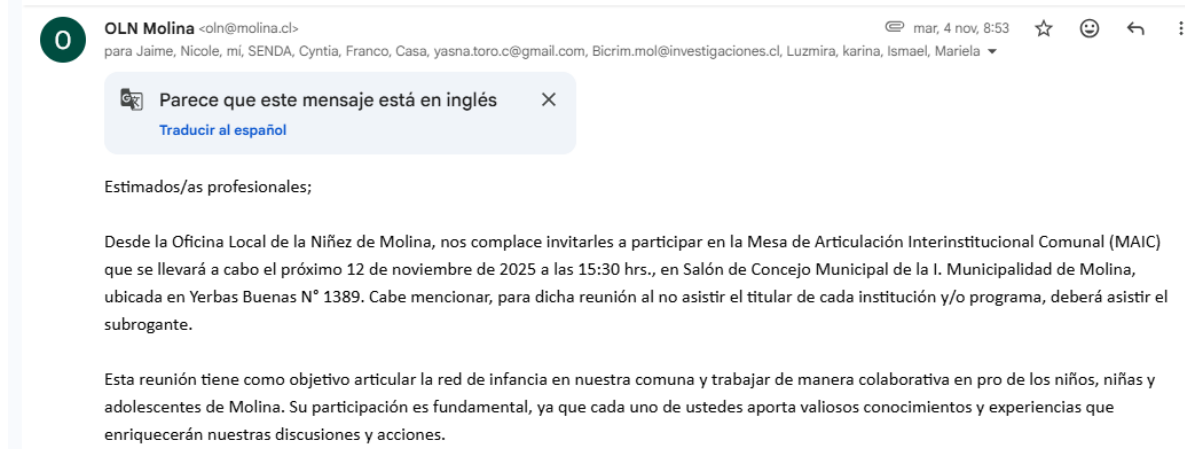 O
OLN Molina <oln@molina.cl>
mar, 4 nov, 8:53
para Jaime, Nicole, mí, SENDA, Cyntia, Franco, Casa, yasna.toro.c@gmail.com, Bicrim.mol@investigaciones.cl, Luzmira, karina, Ismael, Mariela
Parece que este mensaje está en inglés
Traducir al español
Estimados/as profesionales;
Desde la Oficina Local de la Niñez de Molina, nos complace invitarles a participar en la Mesa de Articulación Interinstitucional Comunal (MAIC)
que se llevará a cabo el próximo 12 de noviembre de 2025 a las 15:30 hrs., en Salón de Concejo Municipal de la I. Municipalidad de Molina,
ubicada en Yerbas Buenas N° 1389. Cabe mencionar, para dicha reunión al no asistir el titular de cada institución y/o programa, deberá asistir el
subrogante.
Esta reunión tiene como objetivo articular la red de infancia en nuestra comuna y trabajar de manera colaborativa en pro de los niños, niñas y
adolescentes de Molina. Su participación es fundamental, ya que cada uno de ustedes aporta valiosos conocimientos y experiencias que
enriquecerán nuestras discusiones y acciones.